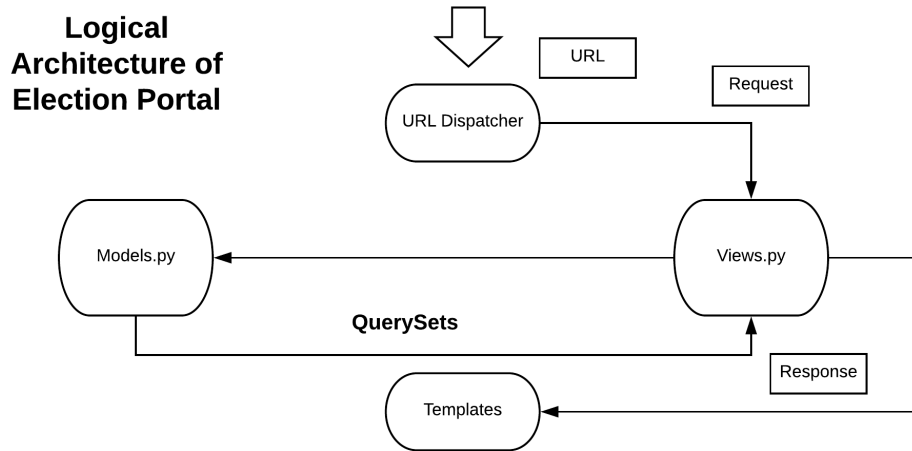 Logical
Architecture of
Election Portal
URL
Request
URL Dispatcher
Models.py
Views.py
QuerySets
Response
Templates